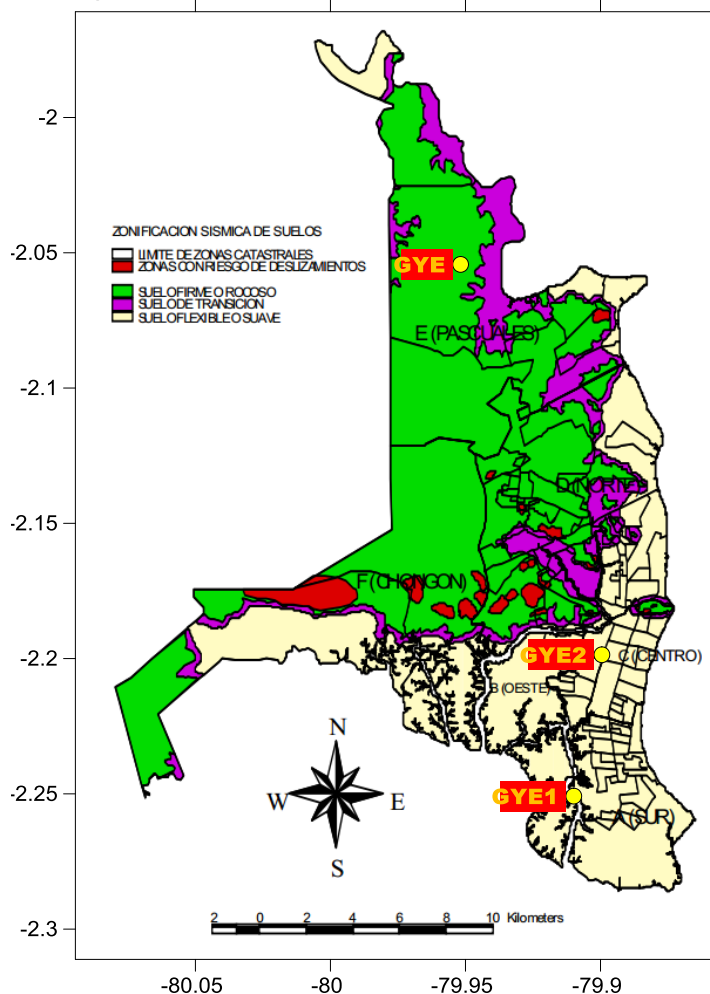 -2
ZONIFICACION SISMICA DE SUELOS
LIMITE DE ZONAS CATASTRALES
ZONAS CON RIESGO DE DESLIZAMIENTOS
SUELO FIRME O ROCOSO
SUELO DE TRANSICION
SUELO FLEXIBLE O SUAVE
-2.05
GYE
E (PASCUALES)
-2.1
D (NORTE)
-2.15
F (CHONGON)
-2.2
GYE2
C (CENTRO)
B (OESTE)
N
W
E
S
-2.25
GYE1
A (SUR)
2 0 2 4 6 8 10 Kilometers
-2.3
-80.05 -80 -79.95 -79.9